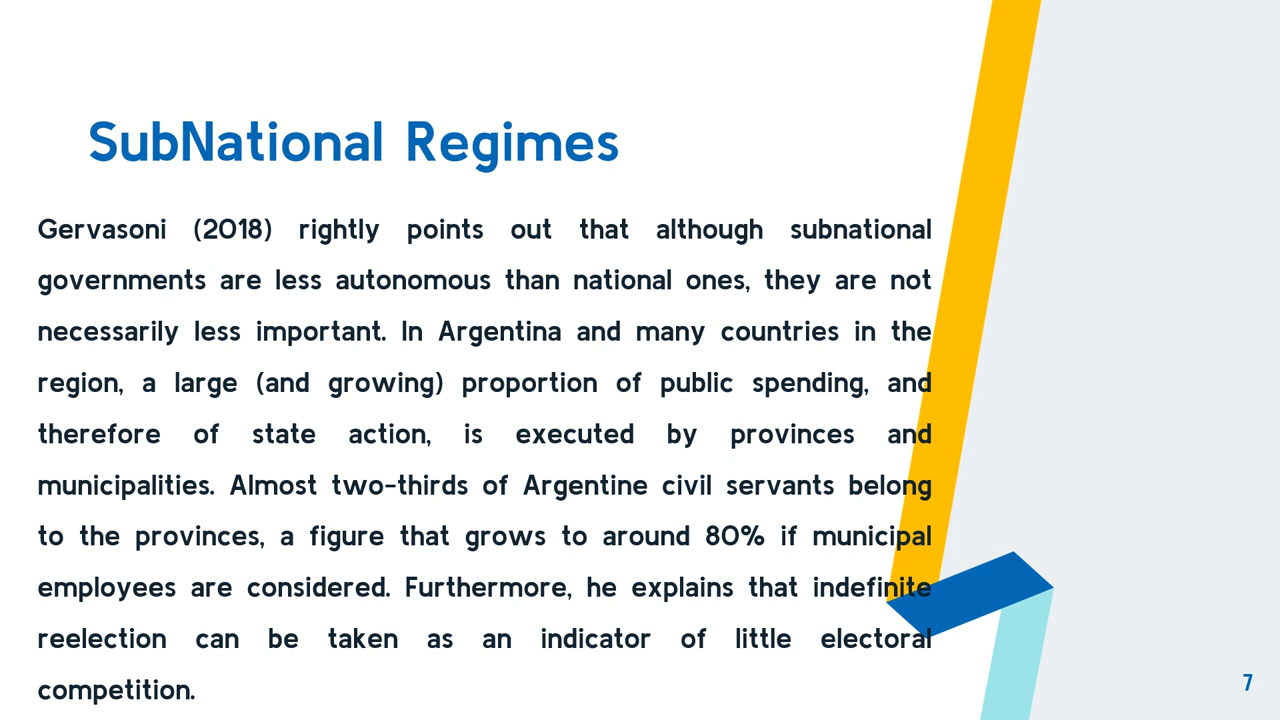 SubNational Regimes
Gervasoni (2018) rightly points out that although subnational
governments are less autonomous than national ones, they are not
necessarily less important. In Argentina and many countries in the
region, a large (and growing) proportion of public spending, and
therefore of state action, is executed by provinces and
municipalities. Almost two-thirds of Argentine civil servants belong
to the provinces, a figure that grows to around 80% if municipal
employees are considered. Furthermore, he explains that indefinite
reelection can be taken as an indicator of little electoral
competition.
7